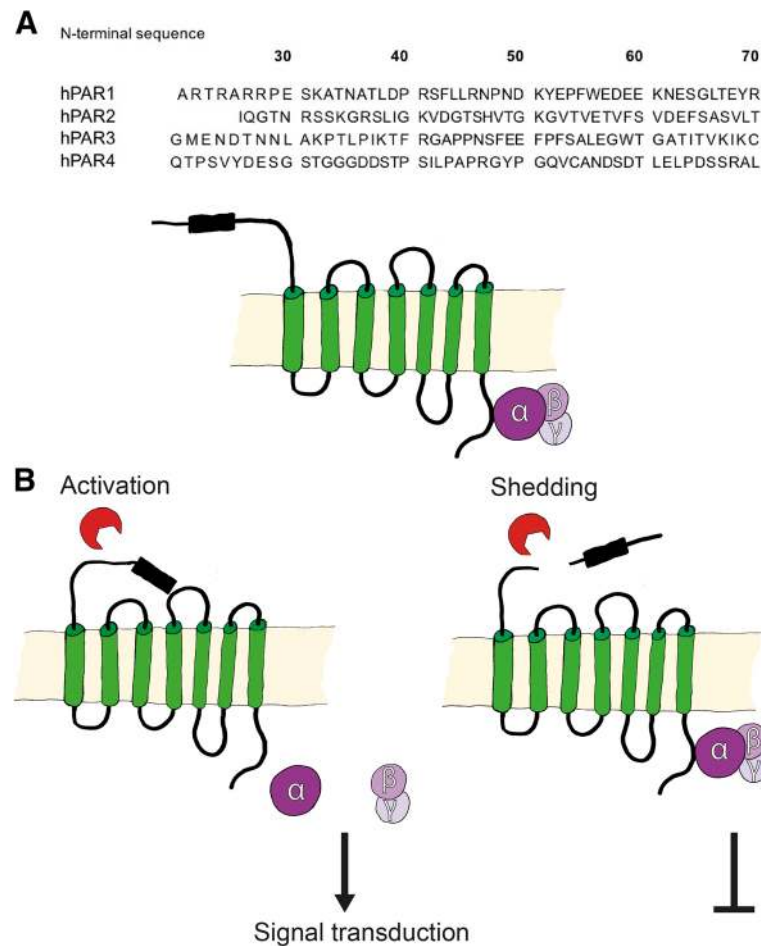 A
N-terminal sequence
30 40 50 60 70
hPAR1 ARTRARRPE SKATNATLDP RSFLLRNPND KYEPFWEDEE KNESGLTEYR
hPAR2 IQGTN RSSKGRSLIG KVDGTSHVTG KGVTVETVFS VDEFSASVLT
hPAR3 GMENDTNNL AKPTLPIKTF RGAPPNSFEE FPFSALEGWT GATITVKIKC
hPAR4 QTPSVYDESG STGGGDDSTP SILPAPRGYP GQVCANDSDT LELPDSSRAL
α
β
γ
B
Activation Shedding
α
β
γ
α
β
γ
Signal transduction